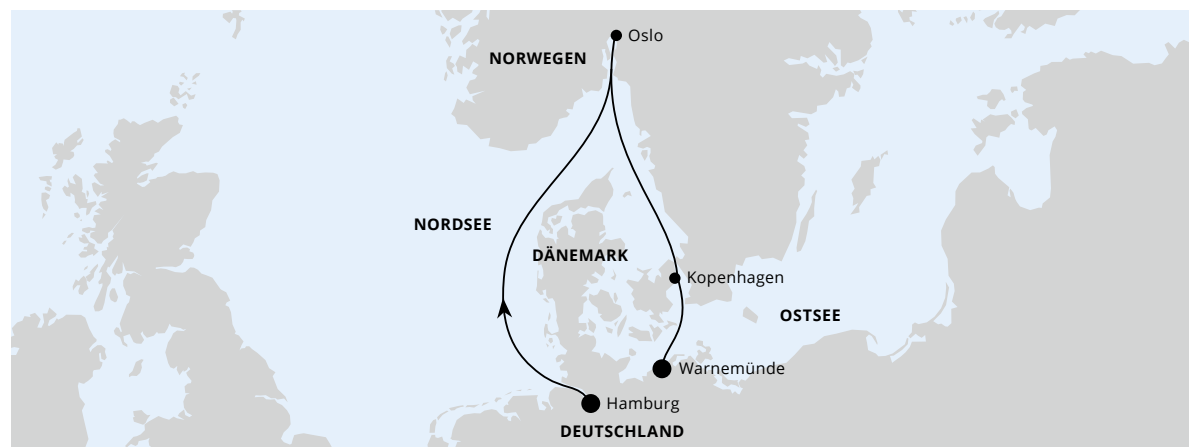 Oslo
NORWEGEN
NORDSEE
DÄNEMARK
Kopenhagen
OSTSEE
Warnemünde
Hamburg
DEUTSCHLAND